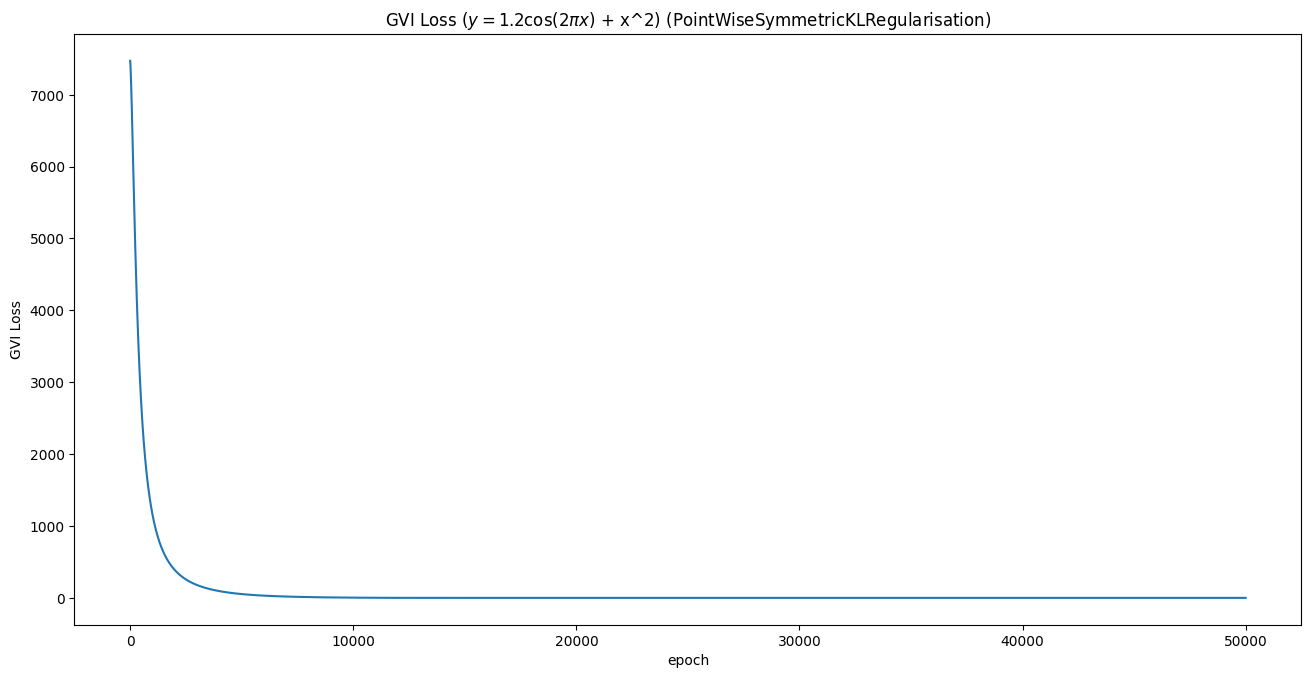 GVI Loss (y = 1.2cos(2πx) + x^2) (PointWiseSymmetricKLRegularisation)
GVI Loss
7000
6000
5000
4000
3000
2000
1000
0
0 10000 20000 30000 40000 50000
epoch